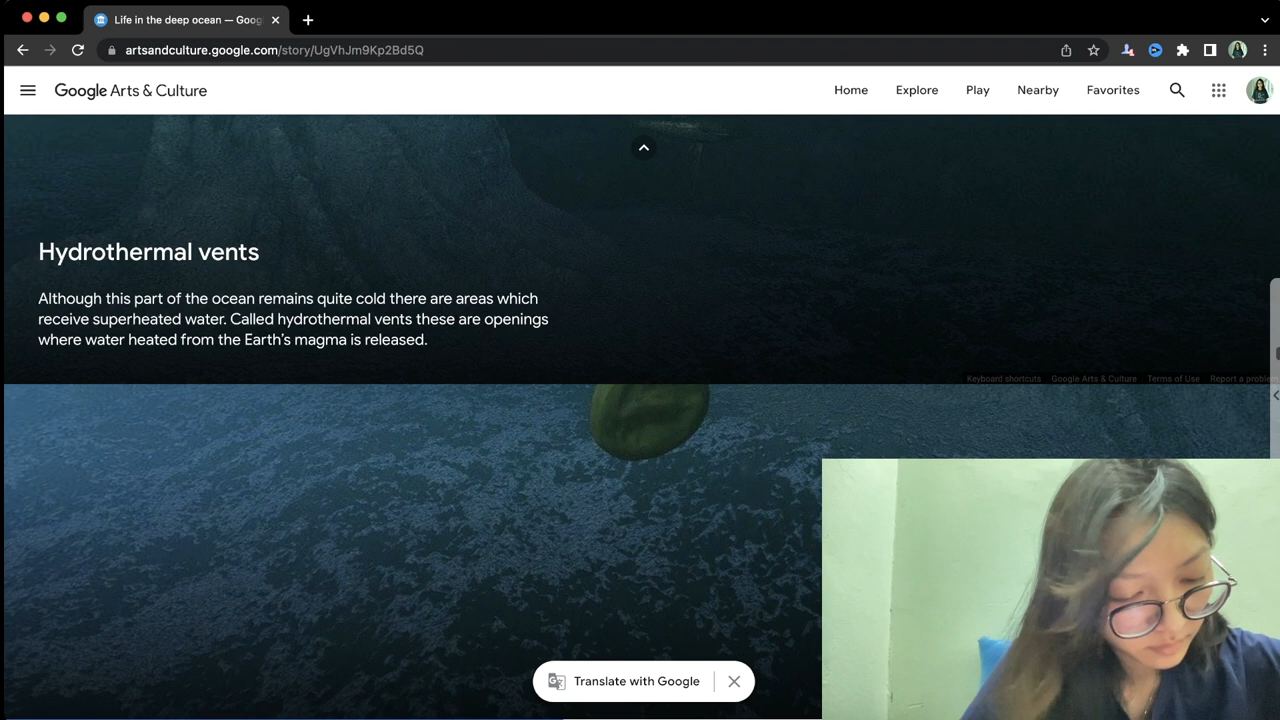 Life in the deep ocean — Goog
artsandculture.google.com/story/UgVhJm9Kp2Bd5Q
Google Arts & Culture
Home
Explore
Play
Nearby
Favorites
Hydrothermal vents
Although this part of the ocean remains quite cold there are areas which
receive superheated water. Called hydrothermal vents these are openings
where water heated from the Earth’s magma is released.
Keyboard shortcuts
Google Arts & Culture
Terms of Use
Report a problem
Translate with Google